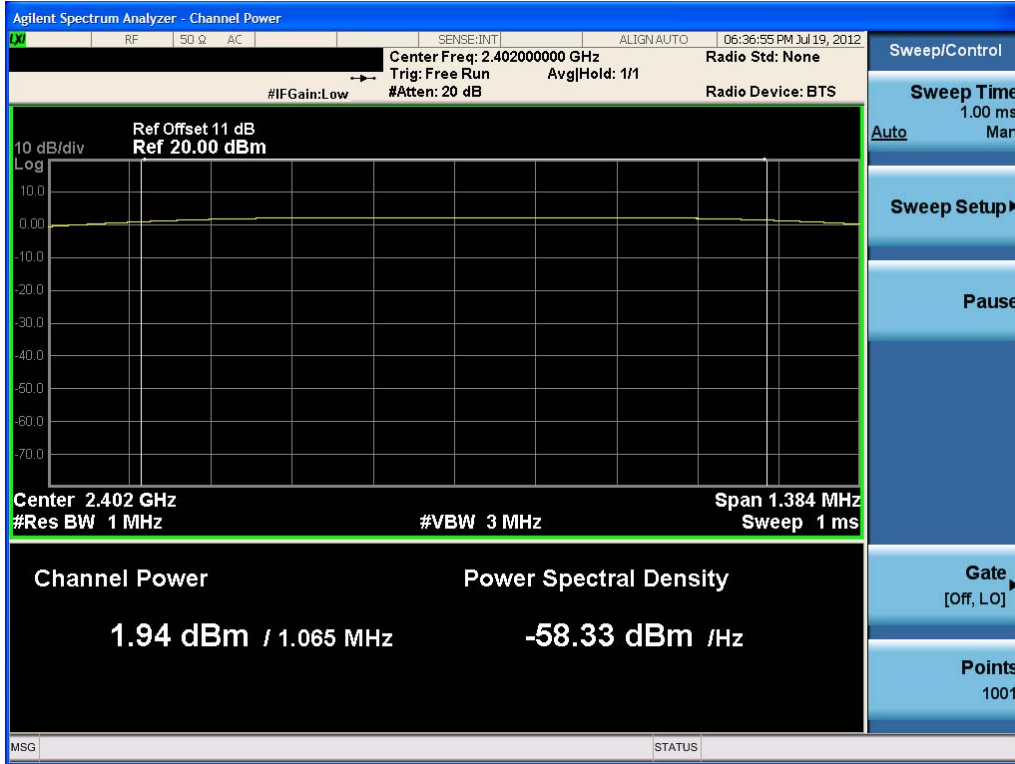 Agilent Spectrum Analyzer - Channel Power
LXI RF 50 Ω AC SENSE:INT ALIGN AUTO 06:36:55 PM Jul 19, 2012
Center Freq: 2.402000000 GHz Radio Std: None
Trig: Free Run Avg|Hold: 1/1
#IFGain:Low #Atten: 20 dB Radio Device: BTS
Ref Offset 11 dB
10 dB/div Ref 20.00 dBm
Log
10.0
0.00
-10.0
-20.0
-30.0
-40.0
-50.0
-60.0
-70.0
Center 2.402 GHz Span 1.384 MHz
#Res BW 1 MHz #VBW 3 MHz Sweep 1 ms
Channel Power Power Spectral Density
1.94 dBm / 1.065 MHz -58.33 dBm /Hz
MSG STATUS
Sweep/Control
Sweep Time
1.00 ms
Auto Man
Sweep Setup
Pause
Gate
[Off, LO]
Points
1001